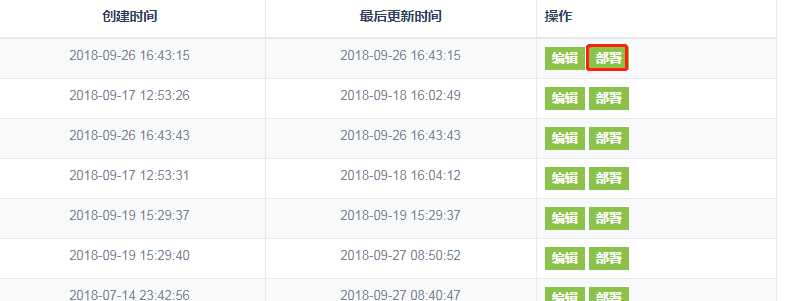 创建时间 最后更新时间 操作
2018-09-26 16:43:15 2018-09-26 16:43:15 编辑 部署
2018-09-17 12:53:26 2018-09-18 16:02:49 编辑 部署
2018-09-26 16:43:43 2018-09-26 16:43:43 编辑 部署
2018-09-17 12:53:31 2018-09-18 16:04:12 编辑 部署
2018-09-19 15:29:37 2018-09-19 15:29:37 编辑 部署
2018-09-19 15:29:40 2018-09-27 08:50:52 编辑 部署
2018-07-14 23:42:56 2018-09-27 08:40:47 编辑 部署